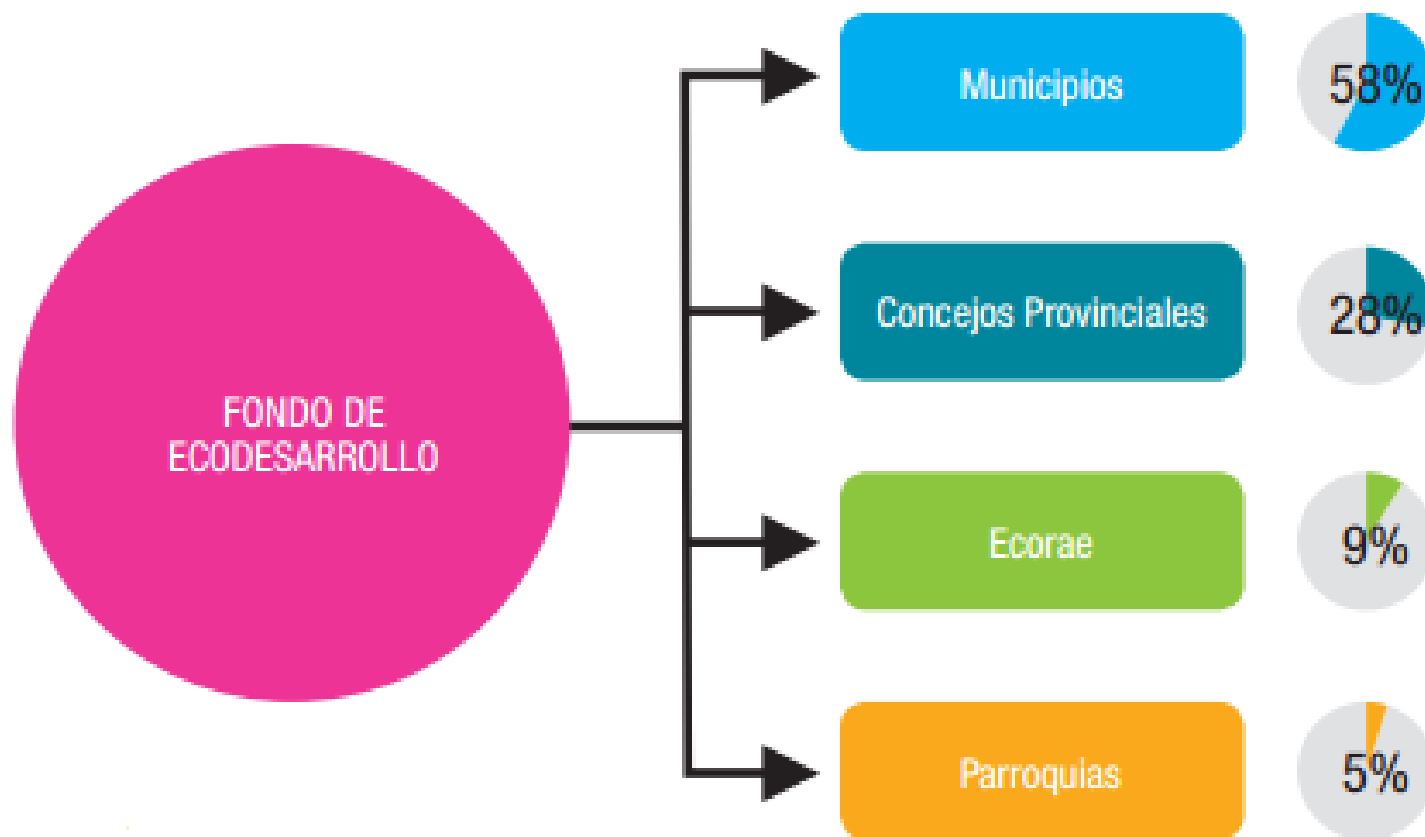 FONDO DE
ECODESARROLLO
Municipios
58%
Concejos Provinciales
28%
Ecorae
9%
Parroquias
5%